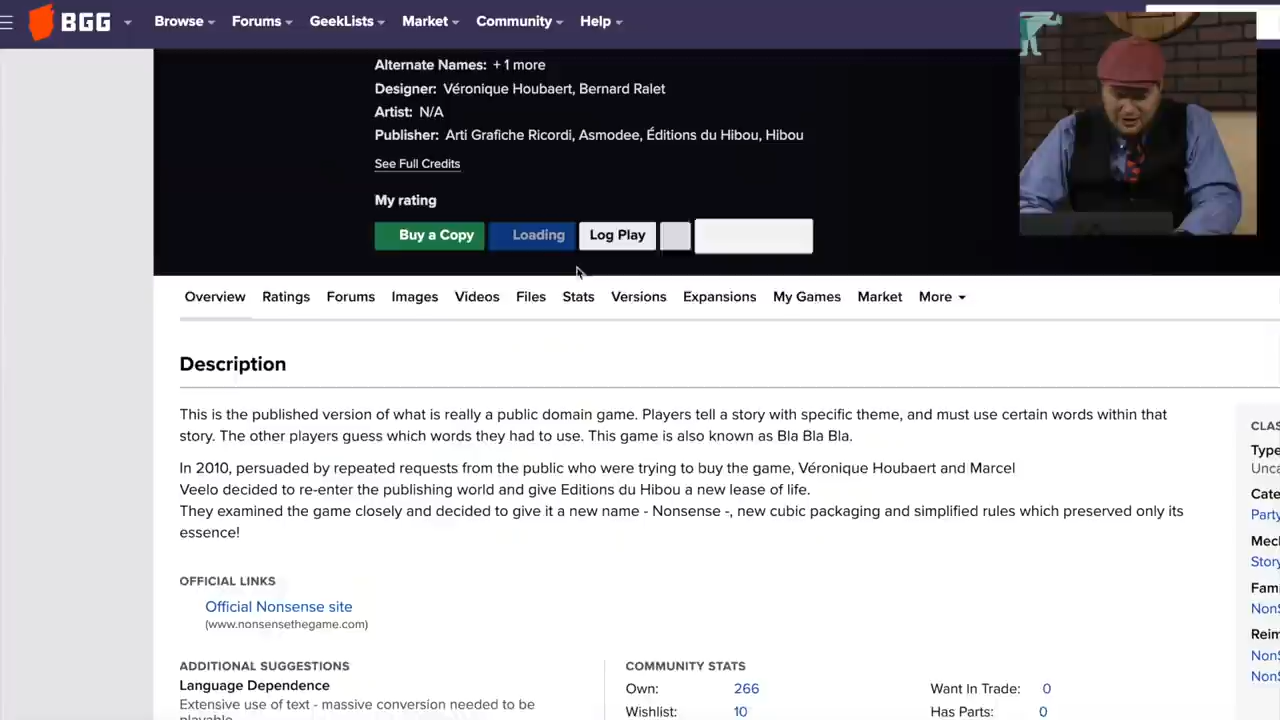 BGG
Browse
Forums
GeekLists
Market
Community
Help
Alternate Names: + 1 more
Designer: Véronique Houbaert, Bernard Ralet
Artist: N/A
Publisher: Arti Grafiche Ricordi, Asmodee, Éditions du Hibou, Hibou
See Full Credits
My rating
Buy a Copy
Loading
Log Play
Overview
Ratings
Forums
Images
Videos
Files
Stats
Versions
Expansions
My Games
Market
More
Description
This is the published version of what is really a public domain game. Players tell a story with specific theme, and must use certain words within that
story. The other players guess which words they had to use. This game is also known as Bla Bla Bla.
In 2010, persuaded by repeated requests from the public who were trying to buy the game, Véronique Houbaert and Marcel
Veelo decided to re-enter the publishing world and give Editions du Hibou a new lease of life.
They examined the game closely and decided to give it a new name - Nonsense -, new cubic packaging and simplified rules which preserved only its
essence!
OFFICIAL LINKS
Official Nonsense site
(www.nonsensethegame.com)
ADDITIONAL SUGGESTIONS
Language Dependence
Extensive use of text - massive conversion needed to be
playable
COMMUNITY STATS
Own: 266
Wishlist: 10
Want In Trade: 0
Has Parts: 0
CLAS
Type
Unca
Cate
Party
Mecl
Story
Fami
NonS
Reim
NonS
NonS